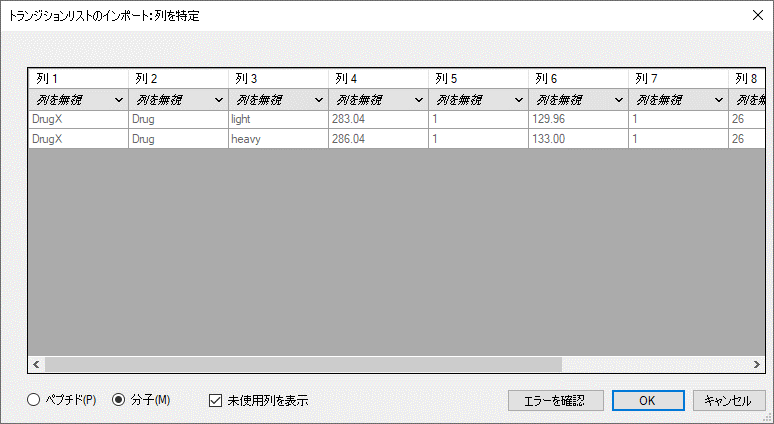 トランジションリストのインポート：列を特定
列 1 列 2 列 3 列 4 列 5 列 6 列 7 列 8
列を無視 列を無視 列を無視 列を無視 列を無視 列を無視 列を無視 列を無視
DrugX Drug light 283.04 1 129.96 1 26
DrugX Drug heavy 286.04 1 133.00 1 26
ペプチド(P) 分子(M) 未使用列を表示 エラーを確認 OK キャンセル